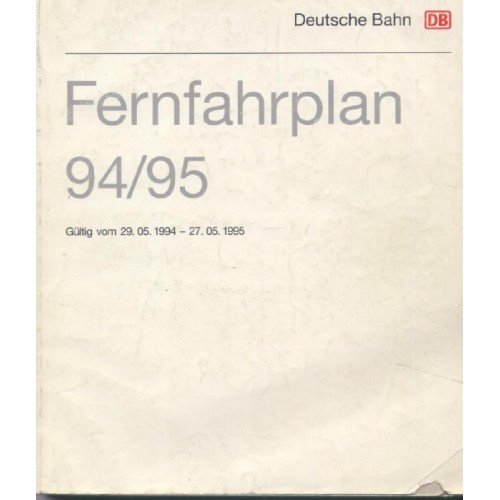 Deutsche Bahn DB
Fernfahrplan
94/95
Gültig vom 29. 05. 1994 – 27. 05. 1995